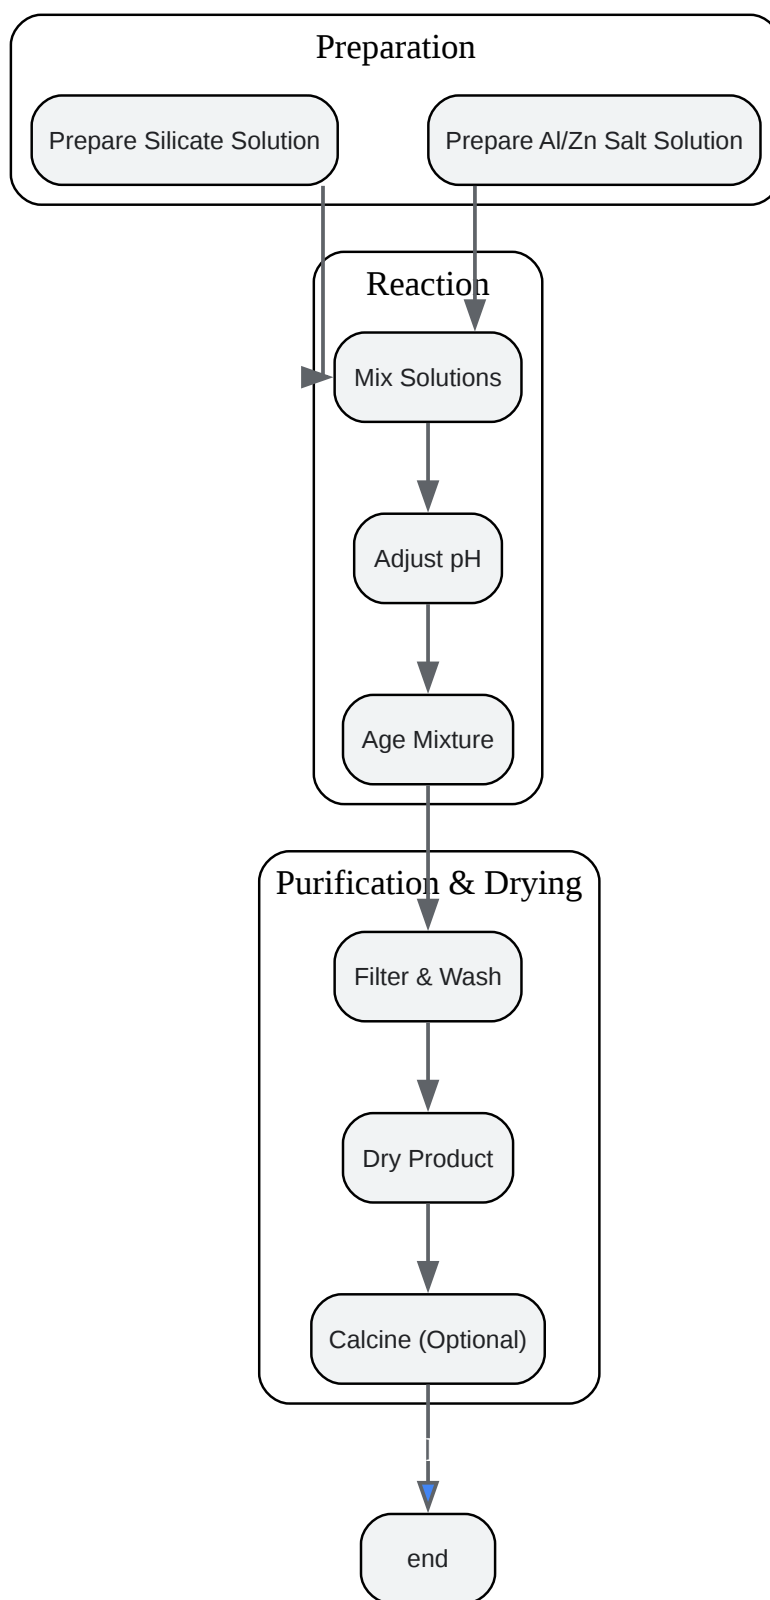 Preparation
Prepare Silicate Solution
Prepare Al/Zn Salt Solution
Reaction
Mix Solutions
Adjust pH
Age Mixture
Purification & Drying
Filter & Wash
Dry Product
Calcine (Optional)
end